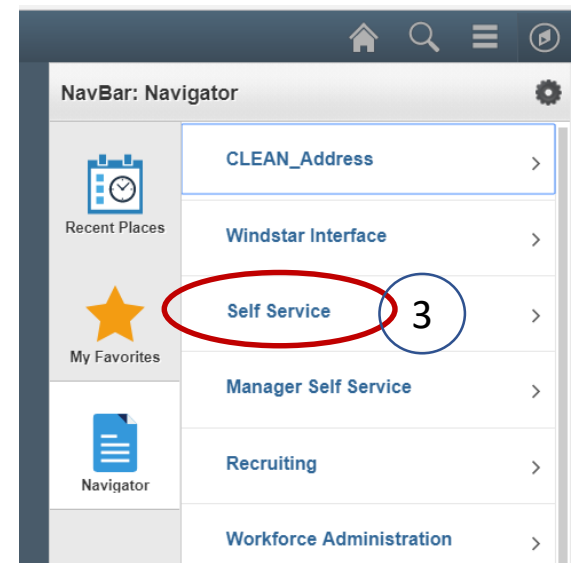 NavBar: Navigator
Recent Places
My Favorites
Navigator
CLEAN_Address
Windstar Interface
Self Service
3
Manager Self Service
Recruiting
Workforce Administration